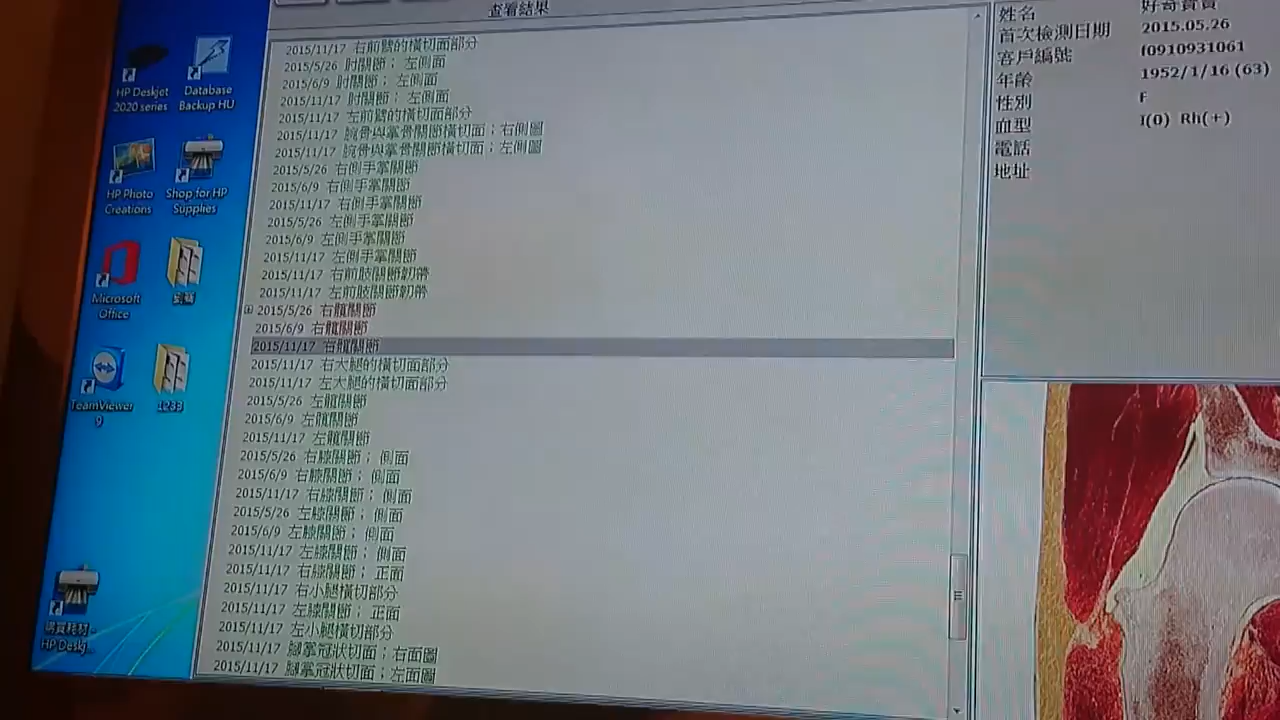 查看結果
2015/11/17 右前臂的橫切面部分
2015/5/26 肘關節； 左側面
2015/6/9 肘關節； 左側面
2015/11/17 肘關節； 左側面
2015/11/17 左前臂的橫切面部分
2015/11/17 腕骨與掌骨關節橫切面；右側圖
2015/11/17 腕骨與掌骨關節橫切面；左側圖
2015/5/26 右側手掌關節
2015/6/9 右側手掌關節
2015/11/17 右側手掌關節
2015/5/26 左側手掌關節
2015/6/9 左側手掌關節
2015/11/17 左側手掌關節
2015/11/17 右前肢關節韌帶
2015/11/17 左前肢關節韌帶
2015/5/26 右髖關節
2015/6/9 右髖關節
2015/11/17 右髖關節
2015/11/17 右大腿的橫切面部分
2015/11/17 左大腿的橫切面部分
2015/5/26 左髖關節
2015/6/9 左髖關節
2015/11/17 左髖關節
2015/5/26 右膝關節； 側面
2015/6/9 右膝關節； 側面
2015/11/17 右膝關節； 側面
2015/5/26 左膝關節； 側面
2015/6/9 左膝關節； 側面
2015/11/17 左膝關節； 側面
2015/11/17 右膝關節； 正面
2015/11/17 右小腿橫切部分
2015/11/17 左膝關節； 正面
2015/11/17 左小腿橫切部分
2015/11/17 腳掌冠狀切面；右面圖
2015/11/17 腳掌冠狀切面；左面圖
姓名 好奇寶寶
首次檢測日期 2015.05.26
客戶編號 f0910931061
年齡 1952/1/16 (63)
性別 F
血型 I(0) Rh(+)
電話
地址
HP Deskjet
2020 series
Database
Backup HU
HP Photo
Creations
Shop for HP
Supplies
Microsoft
Office
TeamViewer
9
1233
購買耗材 -
HP Deskj...